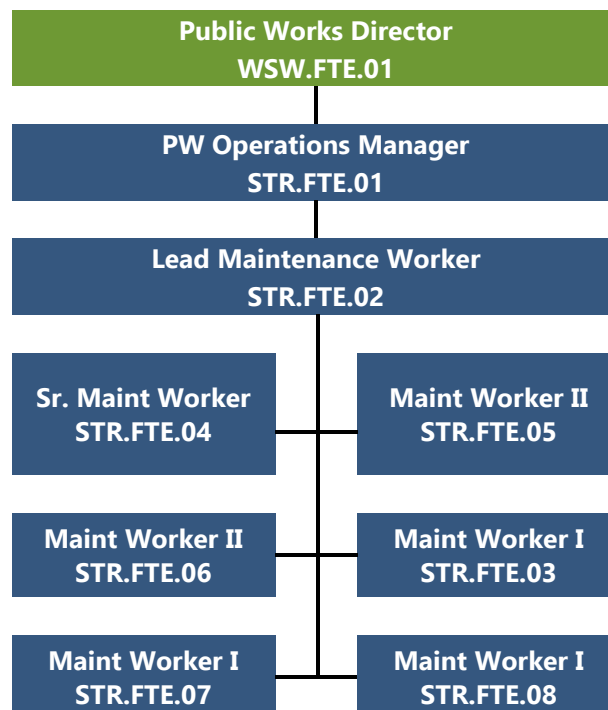 Public Works Director
WSW.FTE.01
PW Operations Manager
STR.FTE.01
Lead Maintenance Worker
STR.FTE.02
Sr. Maint Worker
STR.FTE.04
Maint Worker II
STR.FTE.05
Maint Worker II
STR.FTE.06
Maint Worker I
STR.FTE.03
Maint Worker I
STR.FTE.07
Maint Worker I
STR.FTE.08